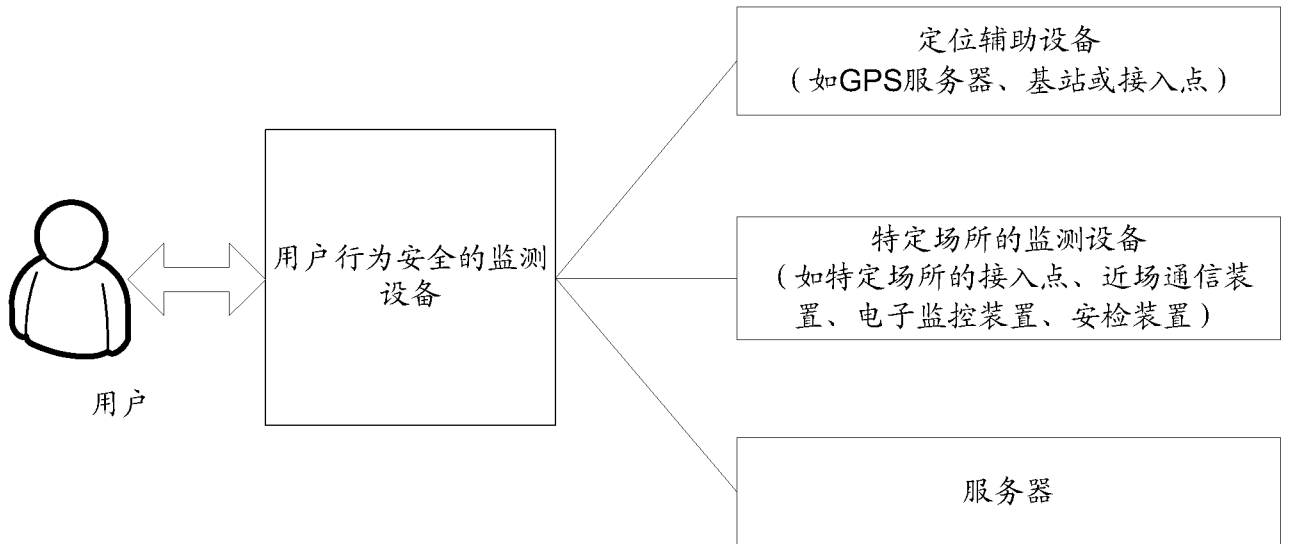 用户
用户行为安全的监测
设备
定位辅助设备
（如GPS服务器、基站或接入点）
特定场所的监测设备
（如特定场所的接入点、近场通信装
置、电子监控装置、安检装置）
服务器